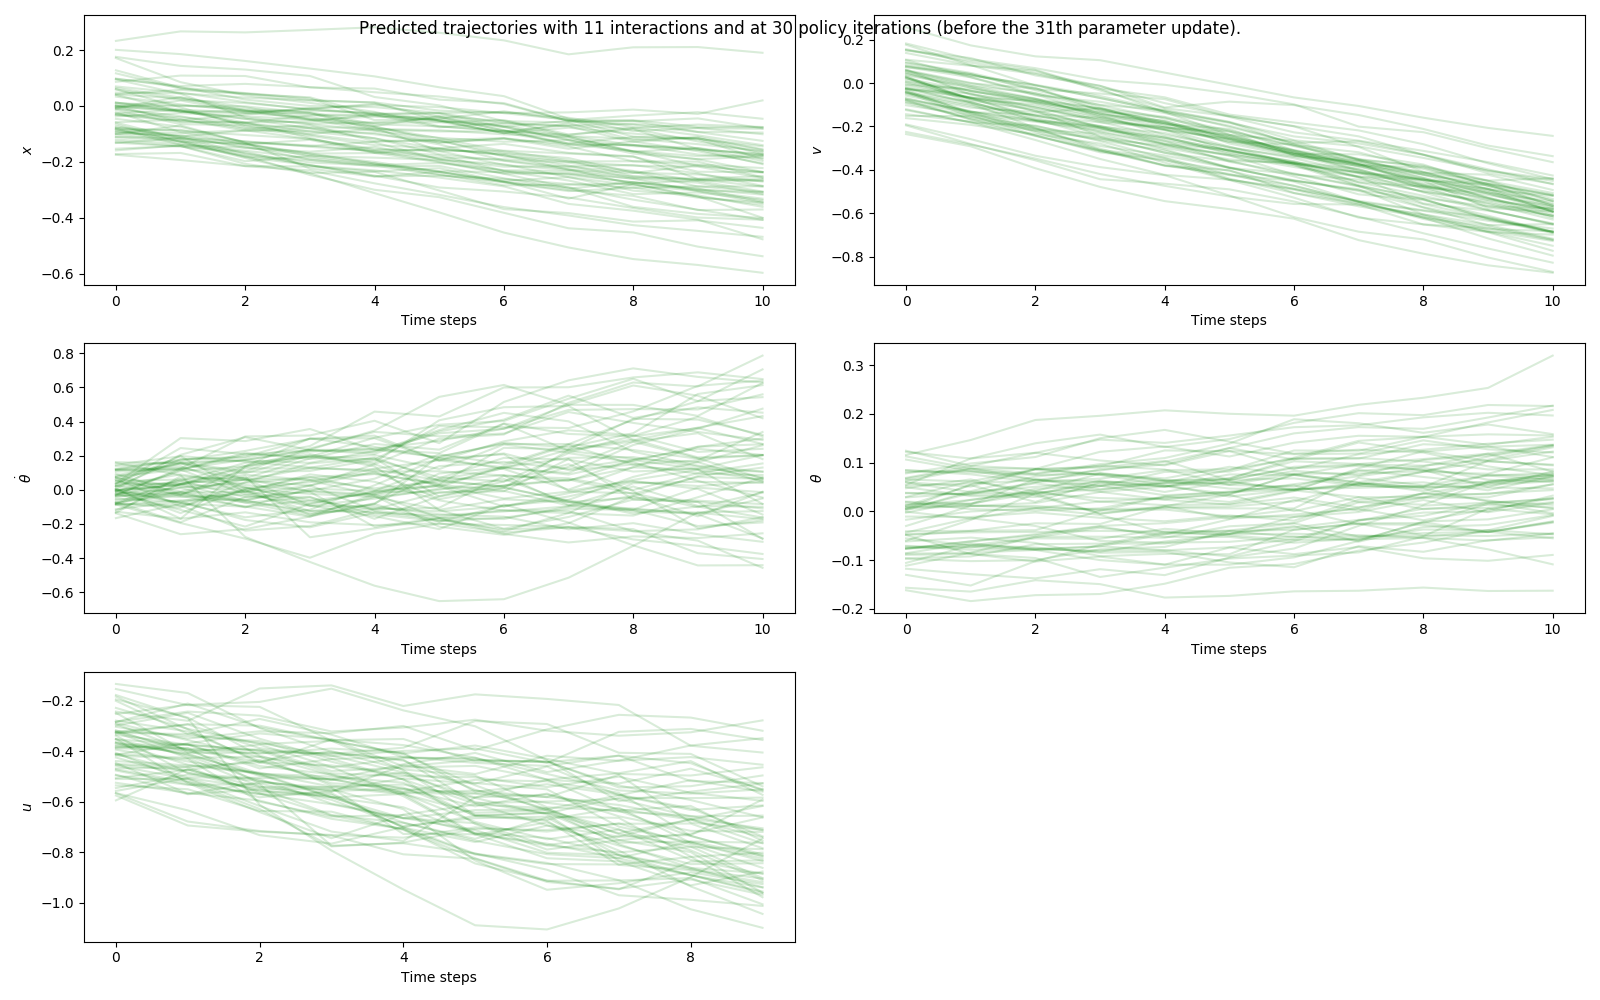 Predicted trajectories with 11 interactions and at 30 policy iterations (before the 31th parameter update).
0.2
0.0
−0.2
−0.4
−0.6
x
0 2 4 6 8 10
Time steps
0.2
0.0
−0.2
−0.4
−0.6
−0.8
v
0 2 4 6 8 10
Time steps
0.8
0.6
0.4
0.2
0.0
−0.2
−0.4
−0.6
θ̇
0 2 4 6 8 10
Time steps
0.3
0.2
0.1
0.0
−0.1
−0.2
θ
0 2 4 6 8 10
Time steps
−0.2
−0.4
−0.6
−0.8
−1.0
u
0 2 4 6 8
Time steps